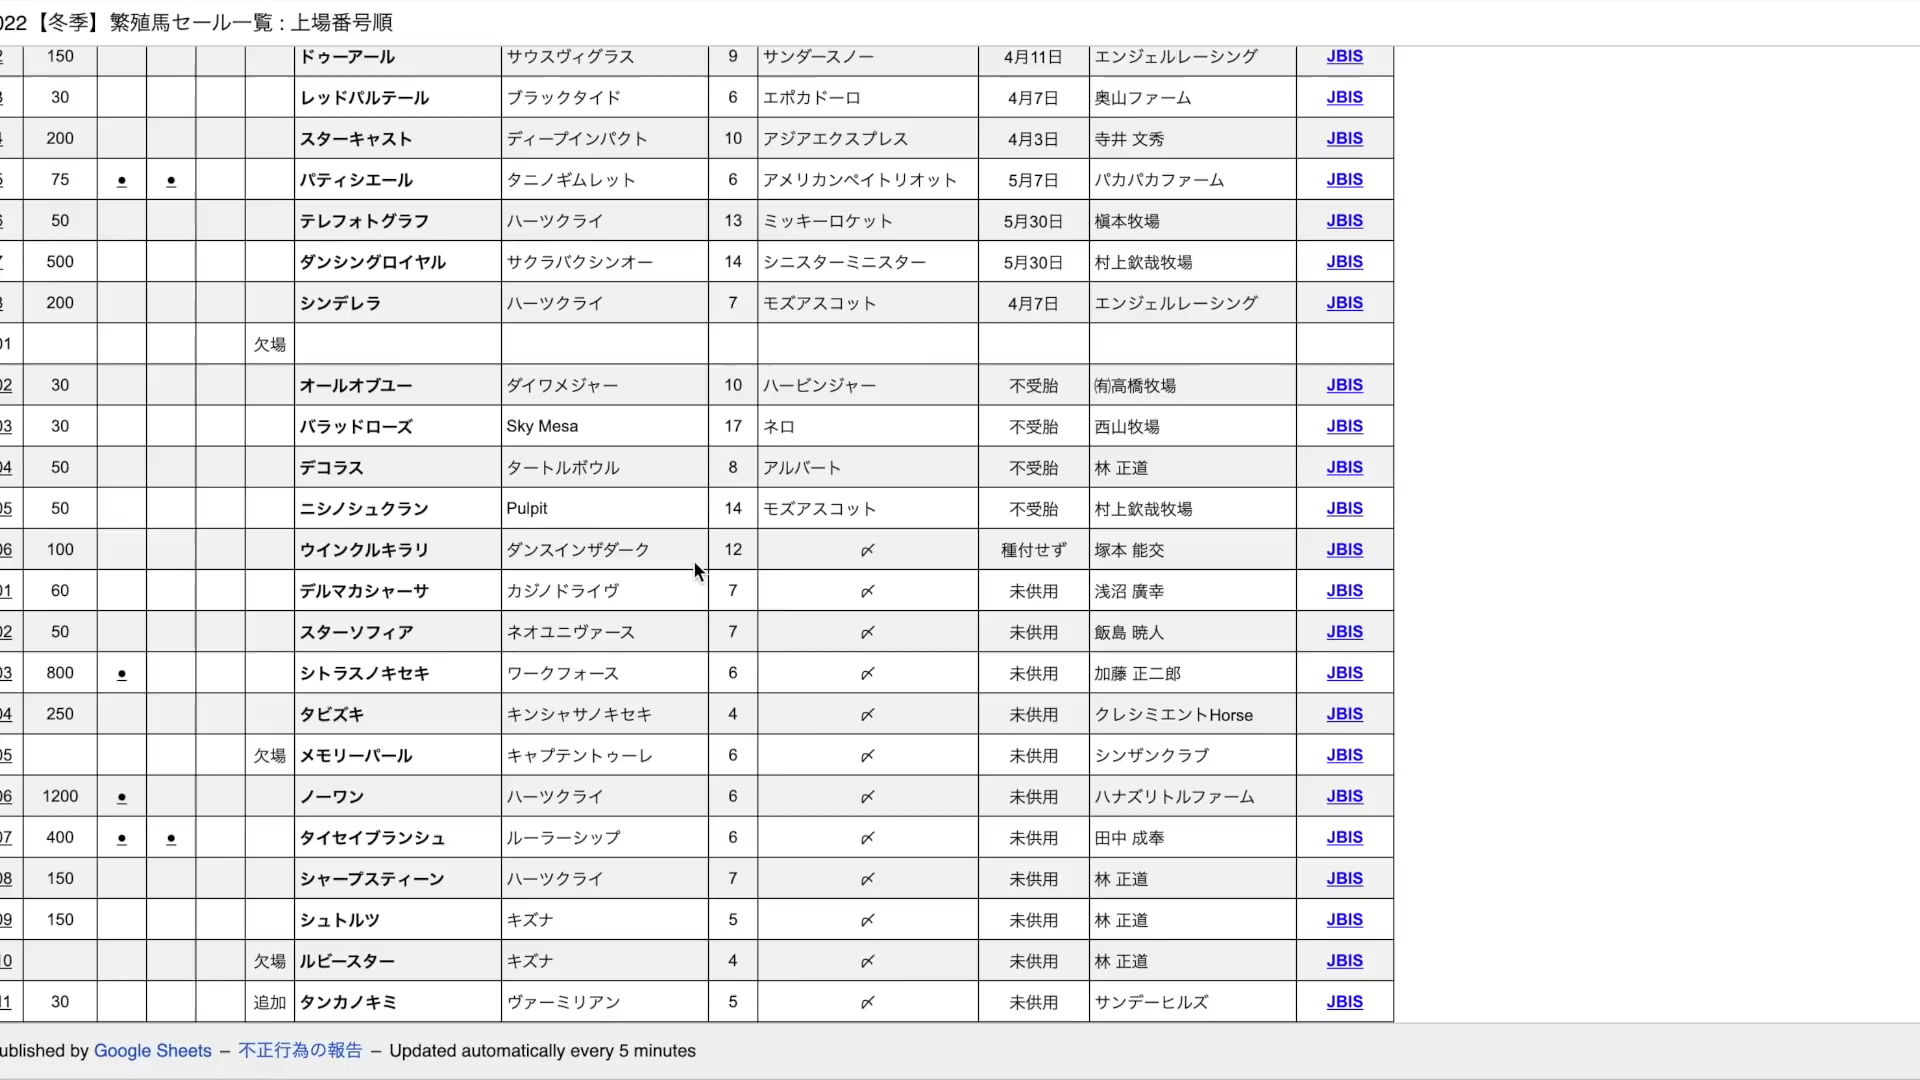 022【冬季】繁殖馬セール一覧 : 上場番号順
2 150 ドゥーアール サウスヴィグラス 9 サンダースノー 4月11日 エンジェルレーシング JBIS
3 30 レッドパルテール ブラックタイド 6 エポカドーロ 4月7日 奥山ファーム JBIS
4 200 スターキャスト ディープインパクト 10 アジアエクスプレス 4月3日 寺井 文秀 JBIS
5 75 ● ● パティシエール タニノギムレット 6 アメリカンペイトリオット 5月7日 パカパカファーム JBIS
6 50 テレフォトグラフ ハーツクライ 13 ミッキーロケット 5月30日 槇本牧場 JBIS
7 500 ダンシングロイヤル サクラバクシンオー 14 シニスターミニスター 5月30日 村上欽哉牧場 JBIS
8 200 シンデレラ ハーツクライ 7 モズアスコット 4月7日 エンジェルレーシング JBIS
01 欠場
02 30 オールオブユー ダイワメジャー 10 ハービンジャー 不受胎 ㈲高橋牧場 JBIS
03 30 バラッドローズ Sky Mesa 17 ネロ 不受胎 西山牧場 JBIS
04 50 デコラス タートルボウル 8 アルバート 不受胎 林 正道 JBIS
05 50 ニシノシュクラン Pulpit 14 モズアスコット 不受胎 村上欽哉牧場 JBIS
06 100 ウインクルキラリ ダンスインザダーク 12 〆 種付せず 塚本 能交 JBIS
01 60 デルマカシャーサ カジノドライヴ 7 〆 未供用 浅沼 廣幸 JBIS
02 50 スターソフィア ネオユニヴァース 7 〆 未供用 飯島 暁人 JBIS
03 800 ● シトラスノキセキ ワークフォース 6 〆 未供用 加藤 正二郎 JBIS
04 250 タビズキ キンシャサノキセキ 4 〆 未供用 クレシミエントHorse JBIS
05 欠場 メモリーパール キャプテントゥーレ 6 〆 未供用 シンザンクラブ JBIS
06 1200 ● ノーワン ハーツクライ 6 〆 未供用 ハナズリトルファーム JBIS
07 400 ● ● タイセイブランシュ ルーラーシップ 6 〆 未供用 田中 成奉 JBIS
08 150 シャープスティーン ハーツクライ 7 〆 未供用 林 正道 JBIS
09 150 シュトルツ キズナ 5 〆 未供用 林 正道 JBIS
10 欠場 ルビースター キズナ 4 〆 未供用 林 正道 JBIS
11 30 追加 タンカノキミ ヴァーミリアン 5 〆 未供用 サンデーヒルズ JBIS
ublished by Google Sheets – 不正行為の報告 – Updated automatically every 5 minutes